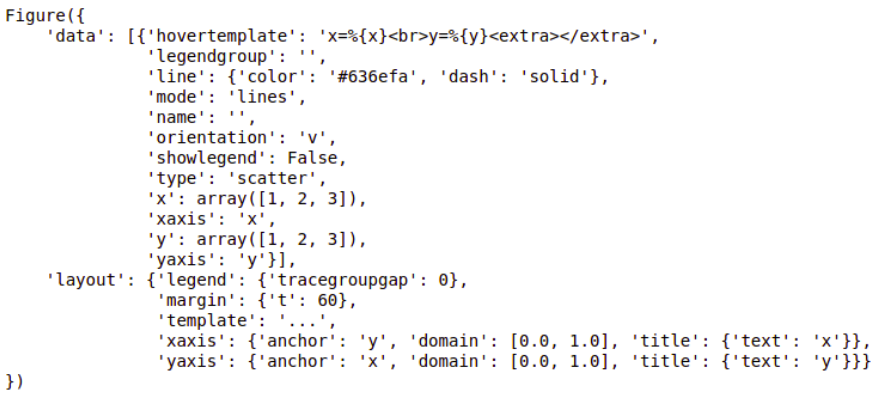 Figure({
    'data': [{'hovertemplate': 'x=%{x}<br>y=%{y}<extra></extra>',
              'legendgroup': '',
              'line': {'color': '#636efa', 'dash': 'solid'},
              'mode': 'lines',
              'name': '',
              'orientation': 'v',
              'showlegend': False,
              'type': 'scatter',
              'x': array([1, 2, 3]),
              'xaxis': 'x',
              'y': array([1, 2, 3]),
              'yaxis': 'y'}],
    'layout': {'legend': {'tracegroupgap': 0},
               'margin': {'t': 60},
               'template': '...',
               'xaxis': {'anchor': 'y', 'domain': [0.0, 1.0], 'title': {'text': 'x'}},
               'yaxis': {'anchor': 'x', 'domain': [0.0, 1.0], 'title': {'text': 'y'}}}
})